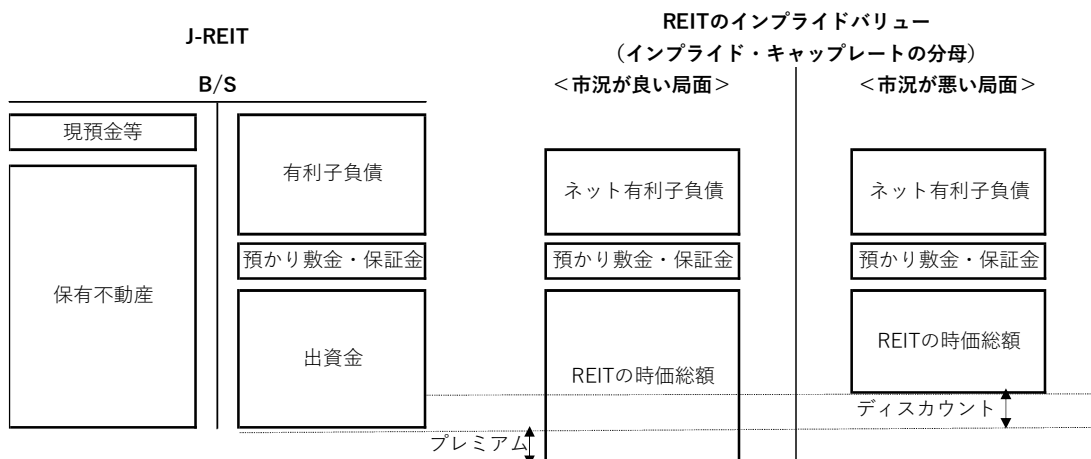 J-REIT
B/S
現預金等
保有不動産
有利子負債
預かり敷金・保証金
出資金
REITのインプライドバリュー
（インプライド・キャップレートの分母）
＜市況が良い局面＞
ネット有利子負債
預かり敷金・保証金
REITの時価総額
プレミアム
＜市況が悪い局面＞
ネット有利子負債
預かり敷金・保証金
REITの時価総額
ディスカウント